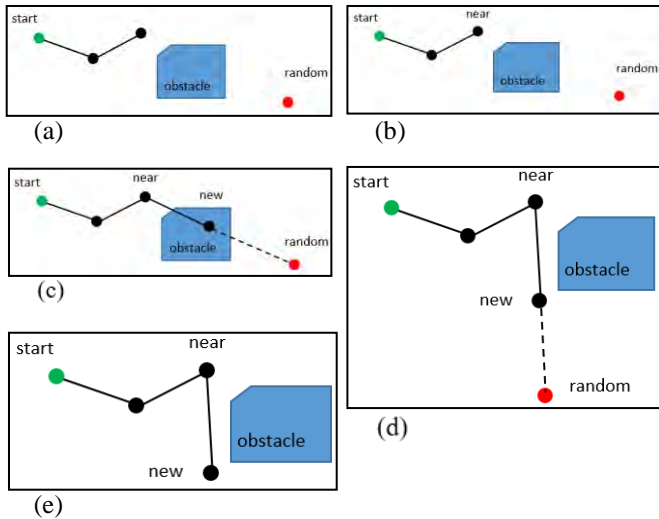 start
random
obstacle
(a)
start
near
random
obstacle
(b)
start
near
new
obstacle
random
(c)
start
near
obstacle
new
random
(d)
start
near
obstacle
new
(e)